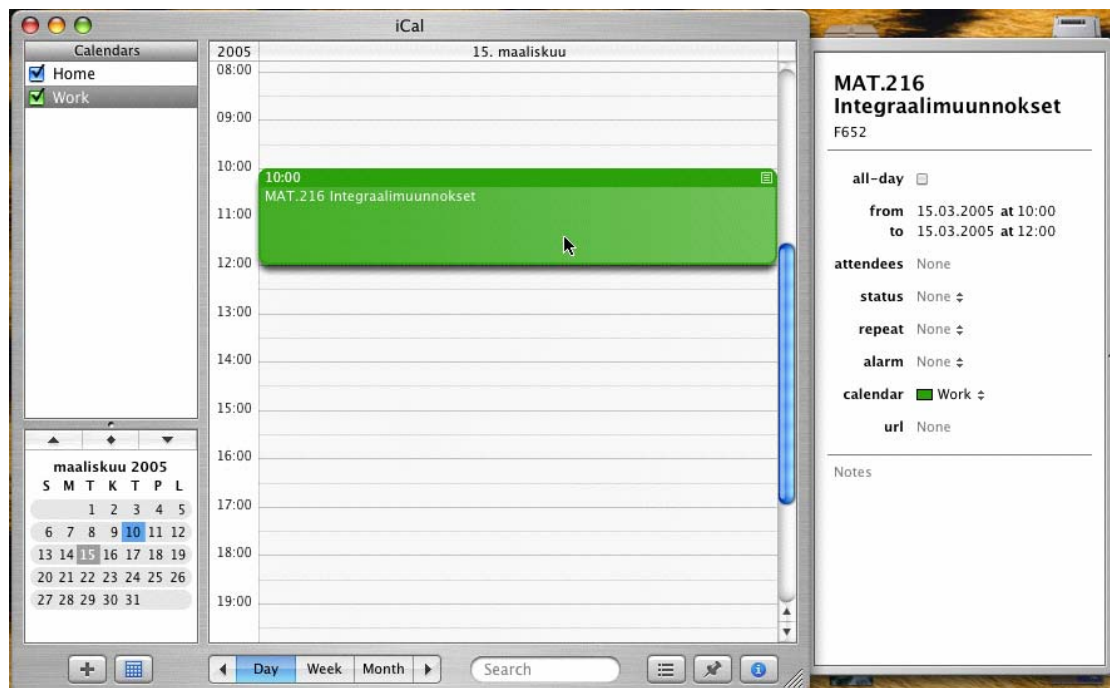 iCal
Calendars
Home
Work
2005
15. maaliskuu
08:00
09:00
10:00
11:00
12:00
13:00
14:00
15:00
16:00
17:00
18:00
19:00
10:00
MAT.216 Integraalimuunnokset
maaliskuu 2005
S M T K T P L
1 2 3 4 5
6 7 8 9 10 11 12
13 14 15 16 17 18 19
20 21 22 23 24 25 26
27 28 29 30 31
Day Week Month
Search
MAT.216
Integraalimuunnokset
F652
all-day
from 15.03.2005 at 10:00
to 15.03.2005 at 12:00
attendees None
status None
repeat None
alarm None
calendar Work
url None
Notes